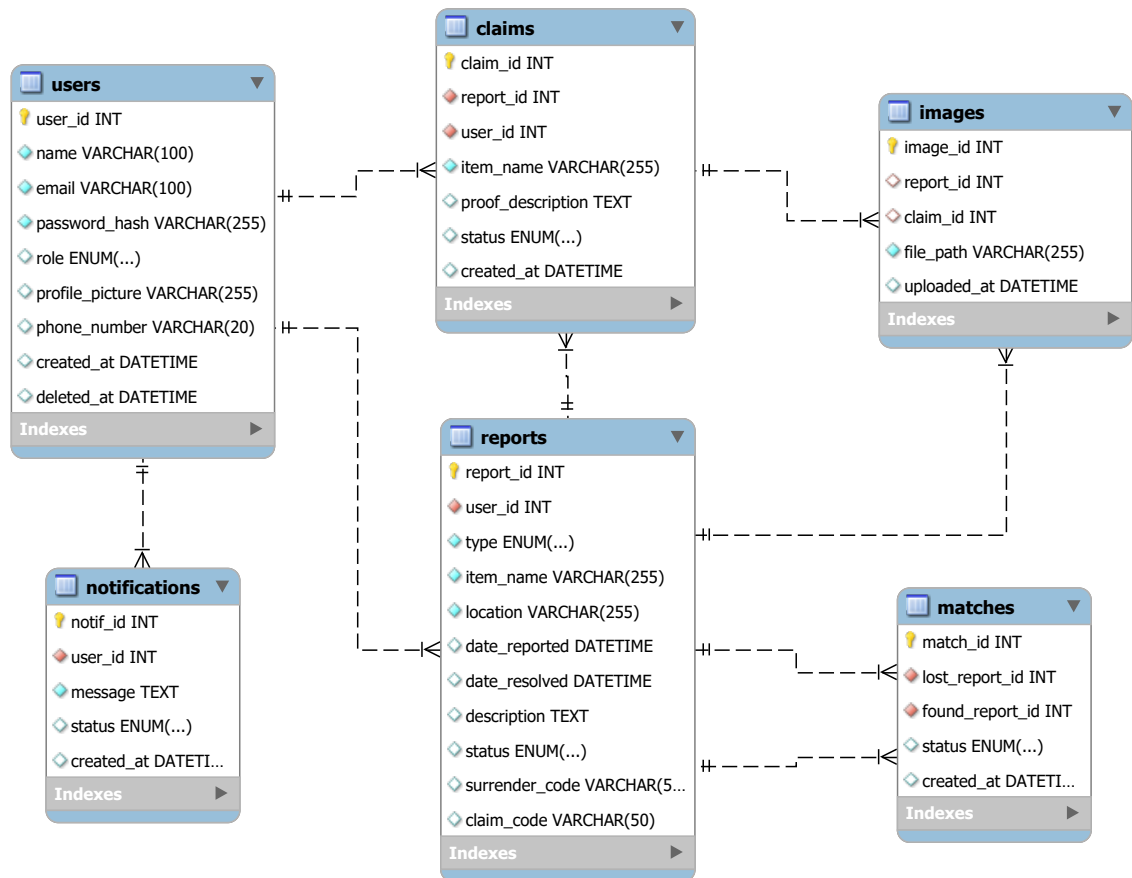 users
user_id INT
name VARCHAR(100)
email VARCHAR(100)
password_hash VARCHAR(255)
role ENUM(...)
profile_picture VARCHAR(255)
phone_number VARCHAR(20)
created_at DATETIME
deleted_at DATETIME
Indexes
claims
claim_id INT
report_id INT
user_id INT
item_name VARCHAR(255)
proof_description TEXT
status ENUM(...)
created_at DATETIME
Indexes
images
image_id INT
report_id INT
claim_id INT
file_path VARCHAR(255)
uploaded_at DATETIME
Indexes
notifications
notif_id INT
user_id INT
message TEXT
status ENUM(...)
created_at DATETI...
Indexes
reports
report_id INT
user_id INT
type ENUM(...)
item_name VARCHAR(255)
location VARCHAR(255)
date_reported DATETIME
date_resolved DATETIME
description TEXT
status ENUM(...)
surrender_code VARCHAR(5...
claim_code VARCHAR(50)
Indexes
matches
match_id INT
lost_report_id INT
found_report_id INT
status ENUM(...)
created_at DATETI...
Indexes